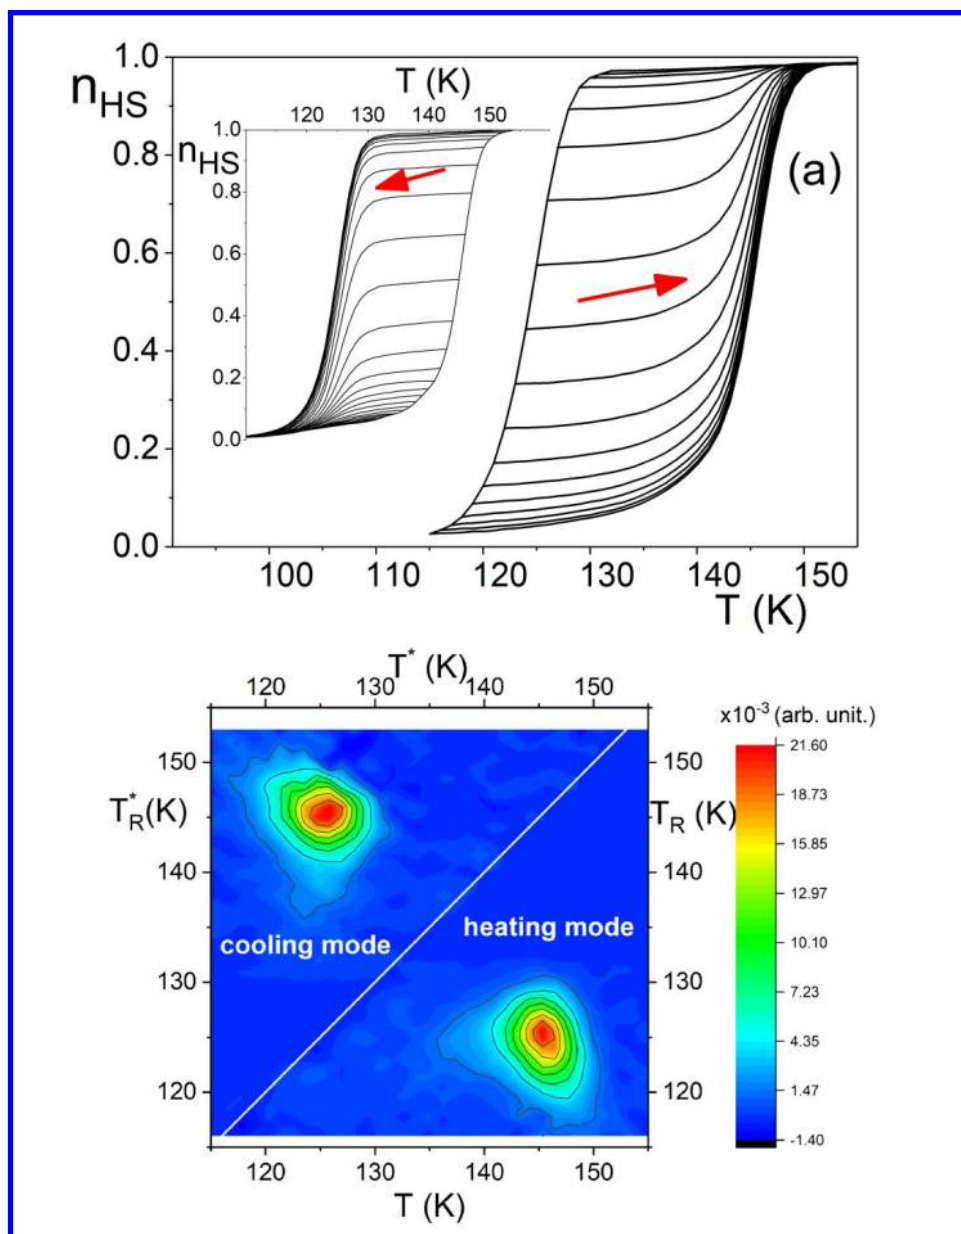 T (K)
120 130 140 150
n_HS
1.0
0.8
0.6
0.4
0.2
0.0
n_HS
1.0
0.8
0.6
0.4
0.2
0.0
(a)
100 110 120 130 140 150
T (K)
T* (K)
120 130 140 150
x10⁻³ (arb. unit.)
T*_R(K)
150
140
130
120
cooling mode
heating mode
T_R (K)
150
140
130
120
21.60
18.73
15.85
12.97
10.10
7.23
4.35
1.47
-1.40
120 130 140 150
T (K)